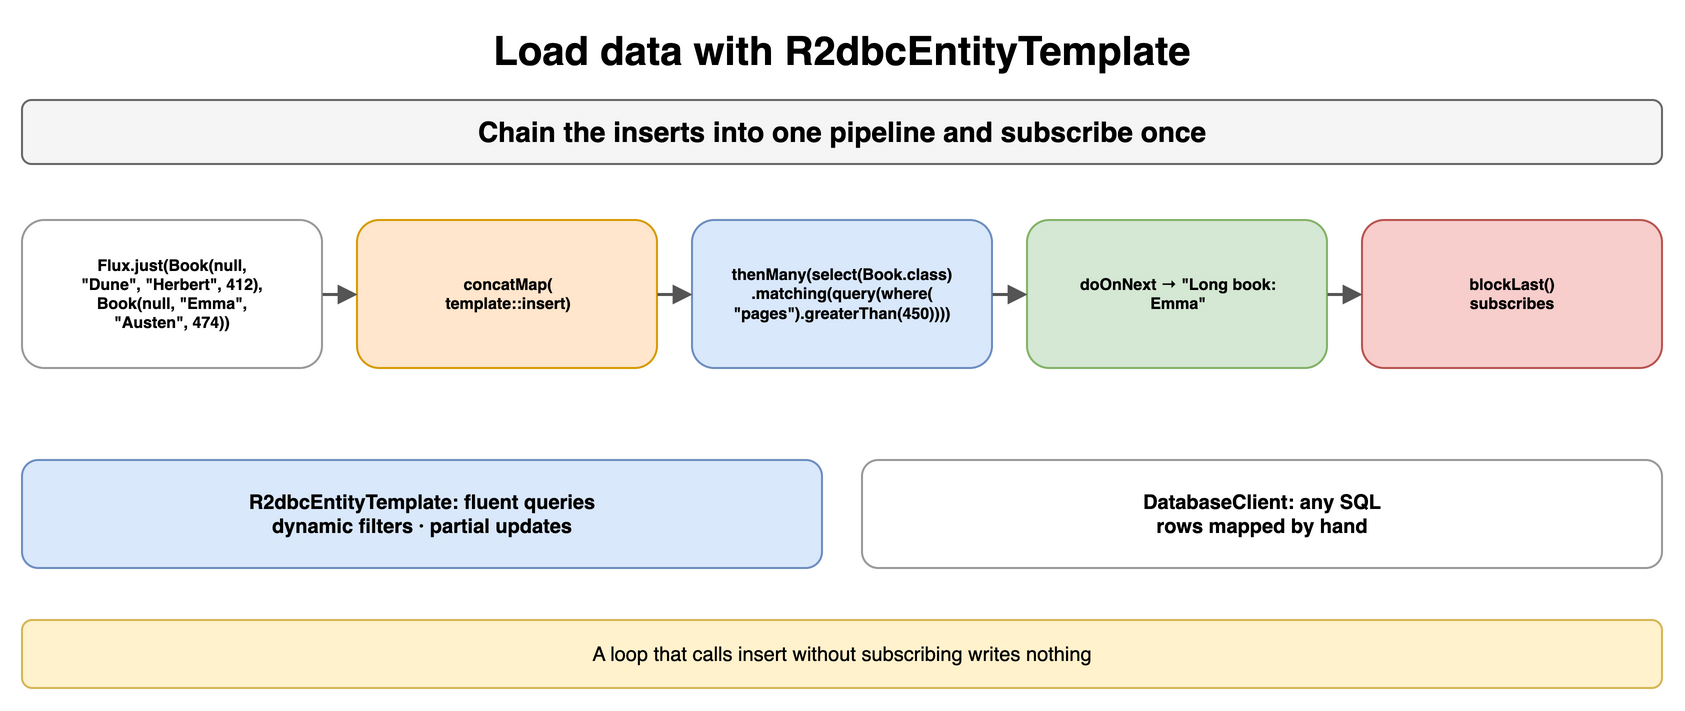 Load data with R2dbcEntityTemplate
Chain the inserts into one pipeline and subscribe once
Flux.just(Book(null,
"Dune", "Herbert", 412),
Book(null, "Emma",
"Austen", 474))
concatMap(
template::insert)
thenMany(select(Book.class)
.matching(query(where(
"pages").greaterThan(450))))
doOnNext → "Long book:
Emma"
blockLast()
subscribes
R2dbcEntityTemplate: fluent queries
dynamic filters · partial updates
DatabaseClient: any SQL
rows mapped by hand
A loop that calls insert without subscribing writes nothing